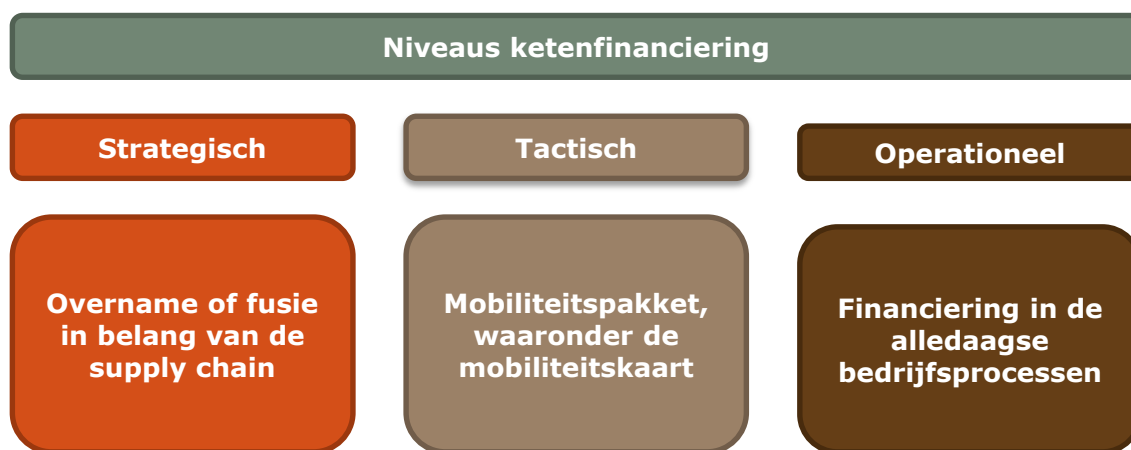 Niveaus ketenfinanciering
Strategisch
Tactisch
Operationeel
Overname of fusie
in belang van de
supply chain
Mobiliteitspakket,
waaronder de
mobiliteitskaart
Financiering in de
alledaagse
bedrijfsprocessen